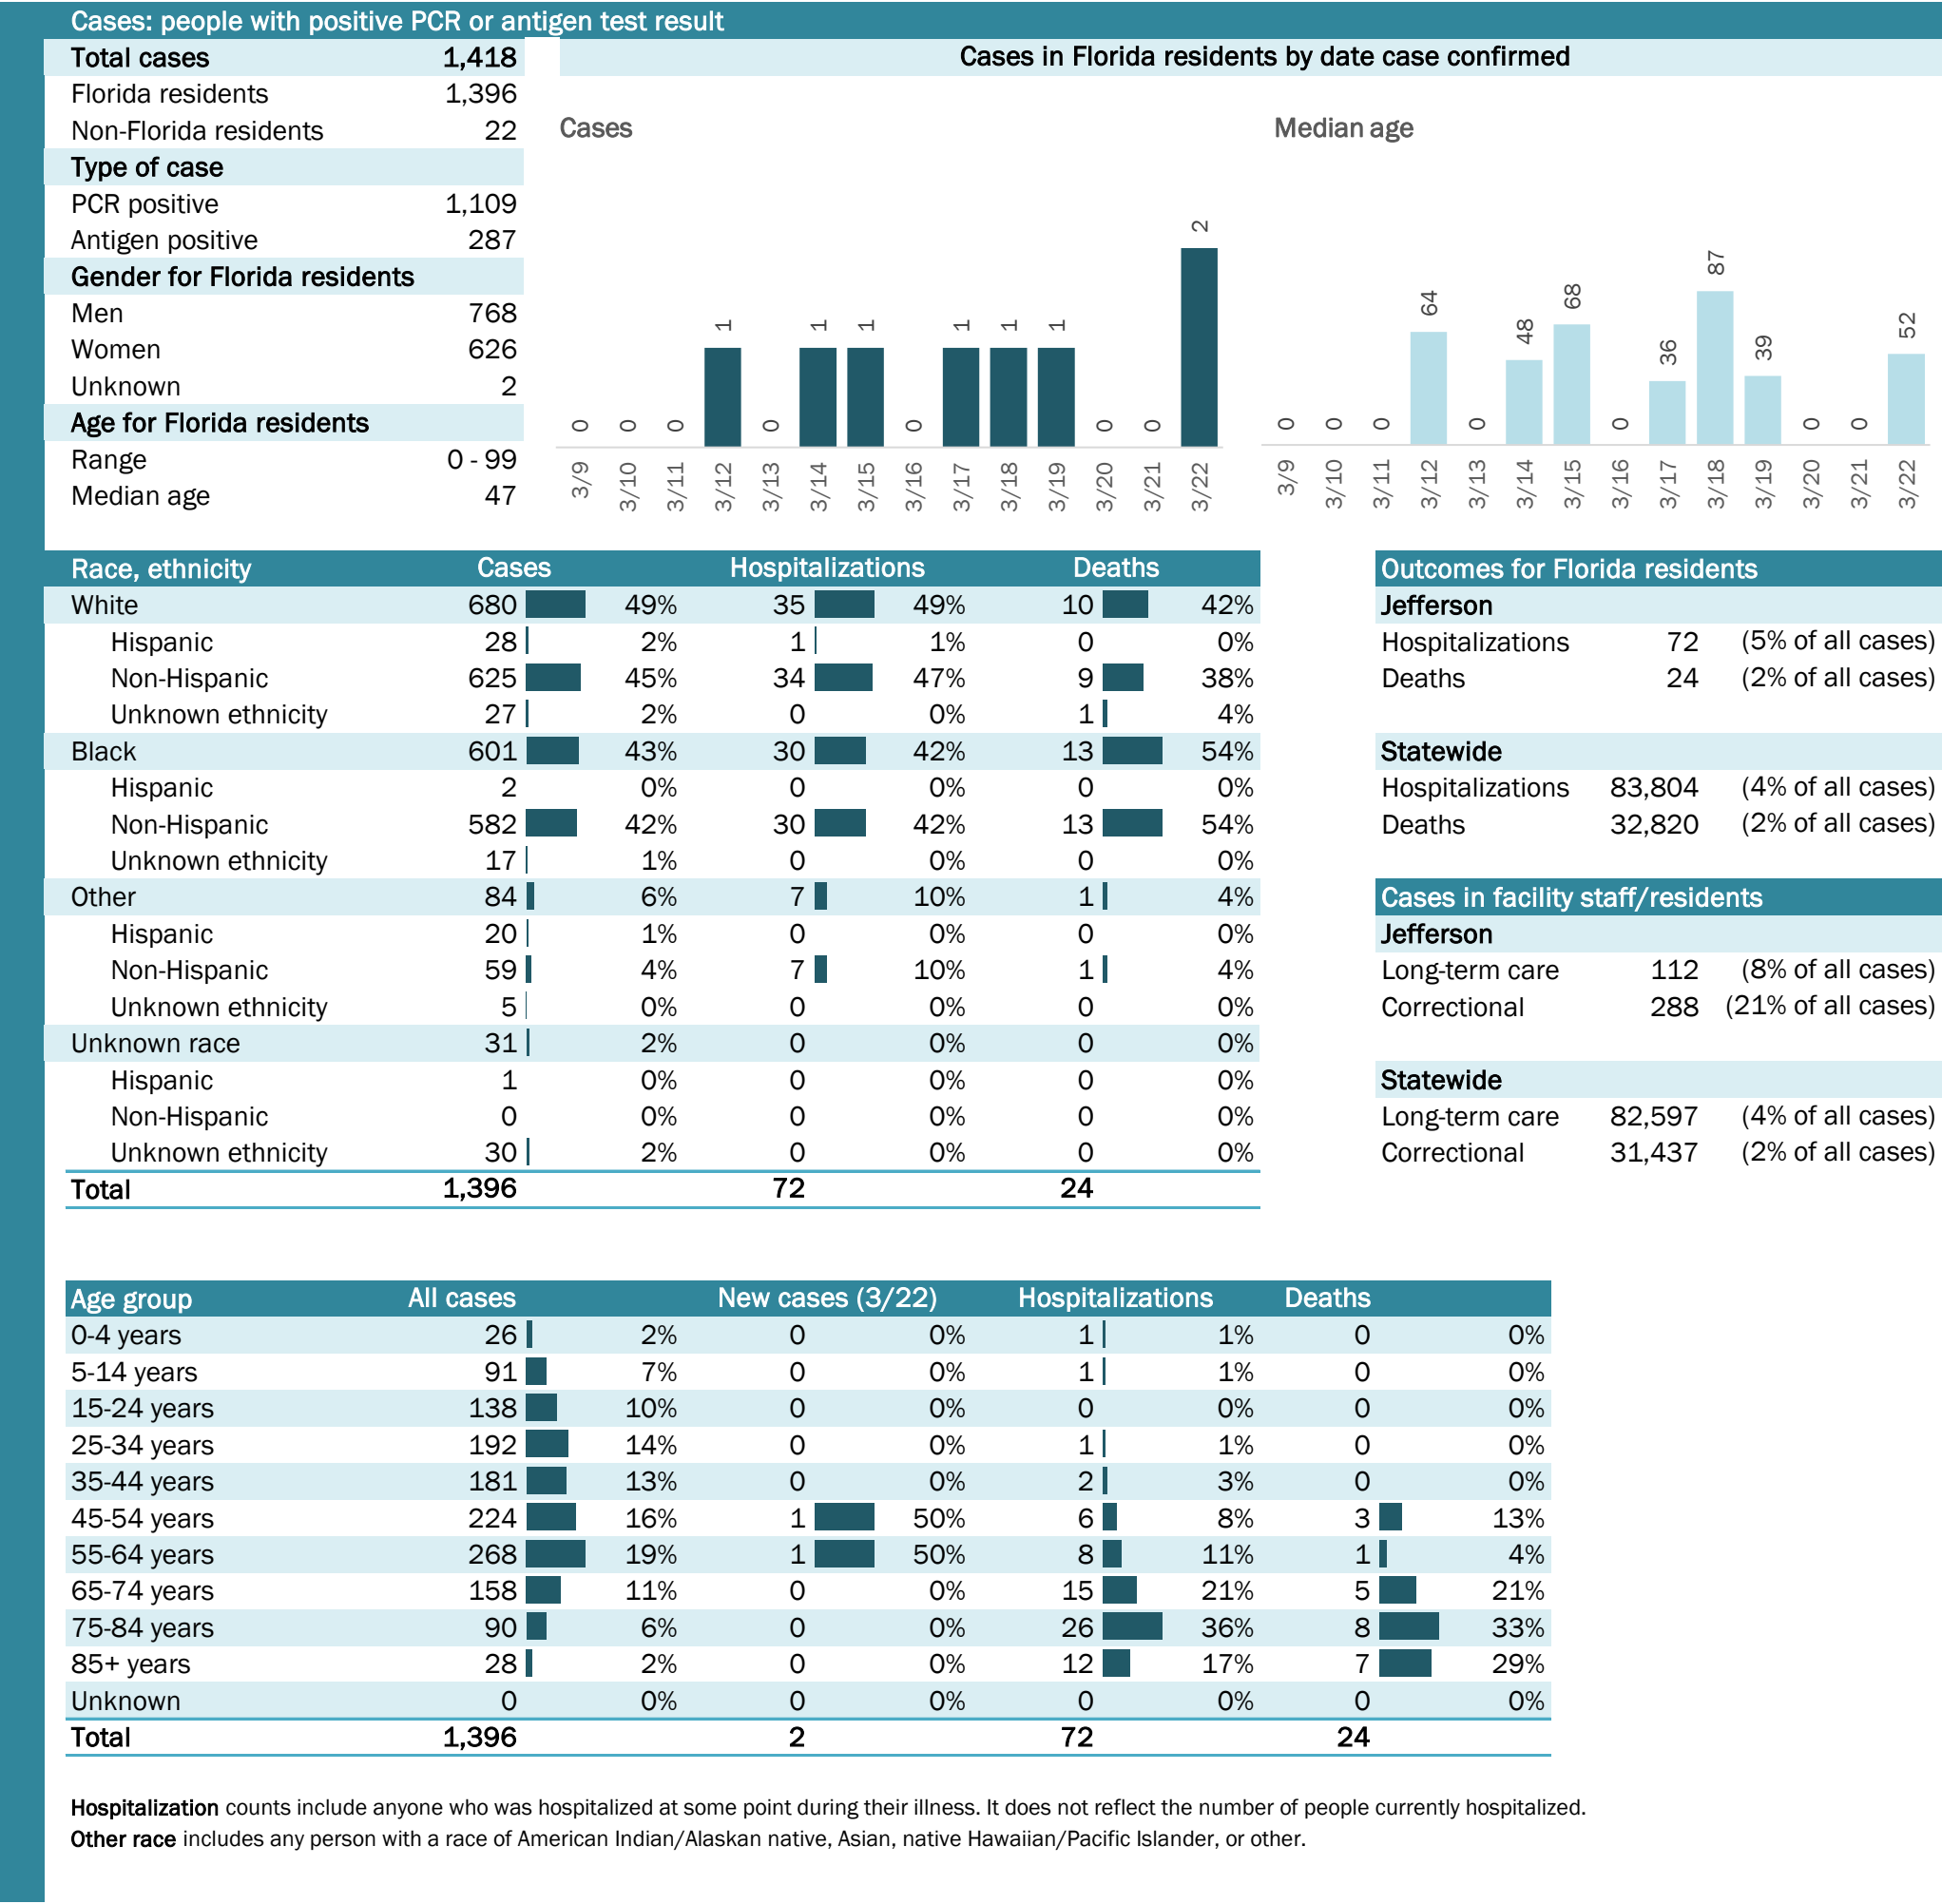 Cases: people with positive PCR or antigen test result
Total cases 1,418
Florida residents 1,396
Non-Florida residents 22
Type of case
PCR positive 1,109
Antigen positive 287
Gender for Florida residents
Men 768
Women 626
Unknown 2
Age for Florida residents
Range 0 - 99
Median age 47
Cases in Florida residents by date case confirmed
Cases
0 0 0 1 0 1 1 0 1 1 1 0 0 2
3/9 3/10 3/11 3/12 3/13 3/14 3/15 3/16 3/17 3/18 3/19 3/20 3/21 3/22
Median age
0 0 0 64 0 48 68 0 36 87 39 0 0 52
3/9 3/10 3/11 3/12 3/13 3/14 3/15 3/16 3/17 3/18 3/19 3/20 3/21 3/22
Race, ethnicity Cases Hospitalizations Deaths
White 680 49% 35 49% 10 42%
Hispanic 28 2% 1 1% 0 0%
Non-Hispanic 625 45% 34 47% 9 38%
Unknown ethnicity 27 2% 0 0% 1 4%
Black 601 43% 30 42% 13 54%
Hispanic 2 0% 0 0% 0 0%
Non-Hispanic 582 42% 30 42% 13 54%
Unknown ethnicity 17 1% 0 0% 0 0%
Other 84 6% 7 10% 1 4%
Hispanic 20 1% 0 0% 0 0%
Non-Hispanic 59 4% 7 10% 1 4%
Unknown ethnicity 5 0% 0 0% 0 0%
Unknown race 31 2% 0 0% 0 0%
Hispanic 1 0% 0 0% 0 0%
Non-Hispanic 0 0% 0 0% 0 0%
Unknown ethnicity 30 2% 0 0% 0 0%
Total 1,396 72 24
Outcomes for Florida residents
Jefferson
Hospitalizations 72 (5% of all cases)
Deaths 24 (2% of all cases)
Statewide
Hospitalizations 83,804 (4% of all cases)
Deaths 32,820 (2% of all cases)
Cases in facility staff/residents
Jefferson
Long-term care 112 (8% of all cases)
Correctional 288 (21% of all cases)
Statewide
Long-term care 82,597 (4% of all cases)
Correctional 31,437 (2% of all cases)
Age group All cases New cases (3/22) Hospitalizations Deaths
0-4 years 26 2% 0 0% 1 1% 0 0%
5-14 years 91 7% 0 0% 1 1% 0 0%
15-24 years 138 10% 0 0% 0 0% 0 0%
25-34 years 192 14% 0 0% 1 1% 0 0%
35-44 years 181 13% 0 0% 2 3% 0 0%
45-54 years 224 16% 1 50% 6 8% 3 13%
55-64 years 268 19% 1 50% 8 11% 1 4%
65-74 years 158 11% 0 0% 15 21% 5 21%
75-84 years 90 6% 0 0% 26 36% 8 33%
85+ years 28 2% 0 0% 12 17% 7 29%
Unknown 0 0% 0 0% 0 0% 0 0%
Total 1,396 2 72 24
Hospitalization counts include anyone who was hospitalized at some point during their illness. It does not reflect the number of people currently hospitalized.
Other race includes any person with a race of American Indian/Alaskan native, Asian, native Hawaiian/Pacific Islander, or other.